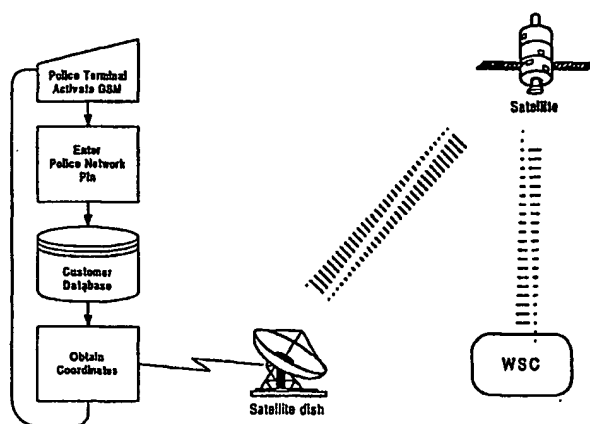 Police Terminal
Activate GSM
Enter
Police Network
Pin
Customer
Database
Obtain
Coordinates
Satellite dish
Satellite
WSC